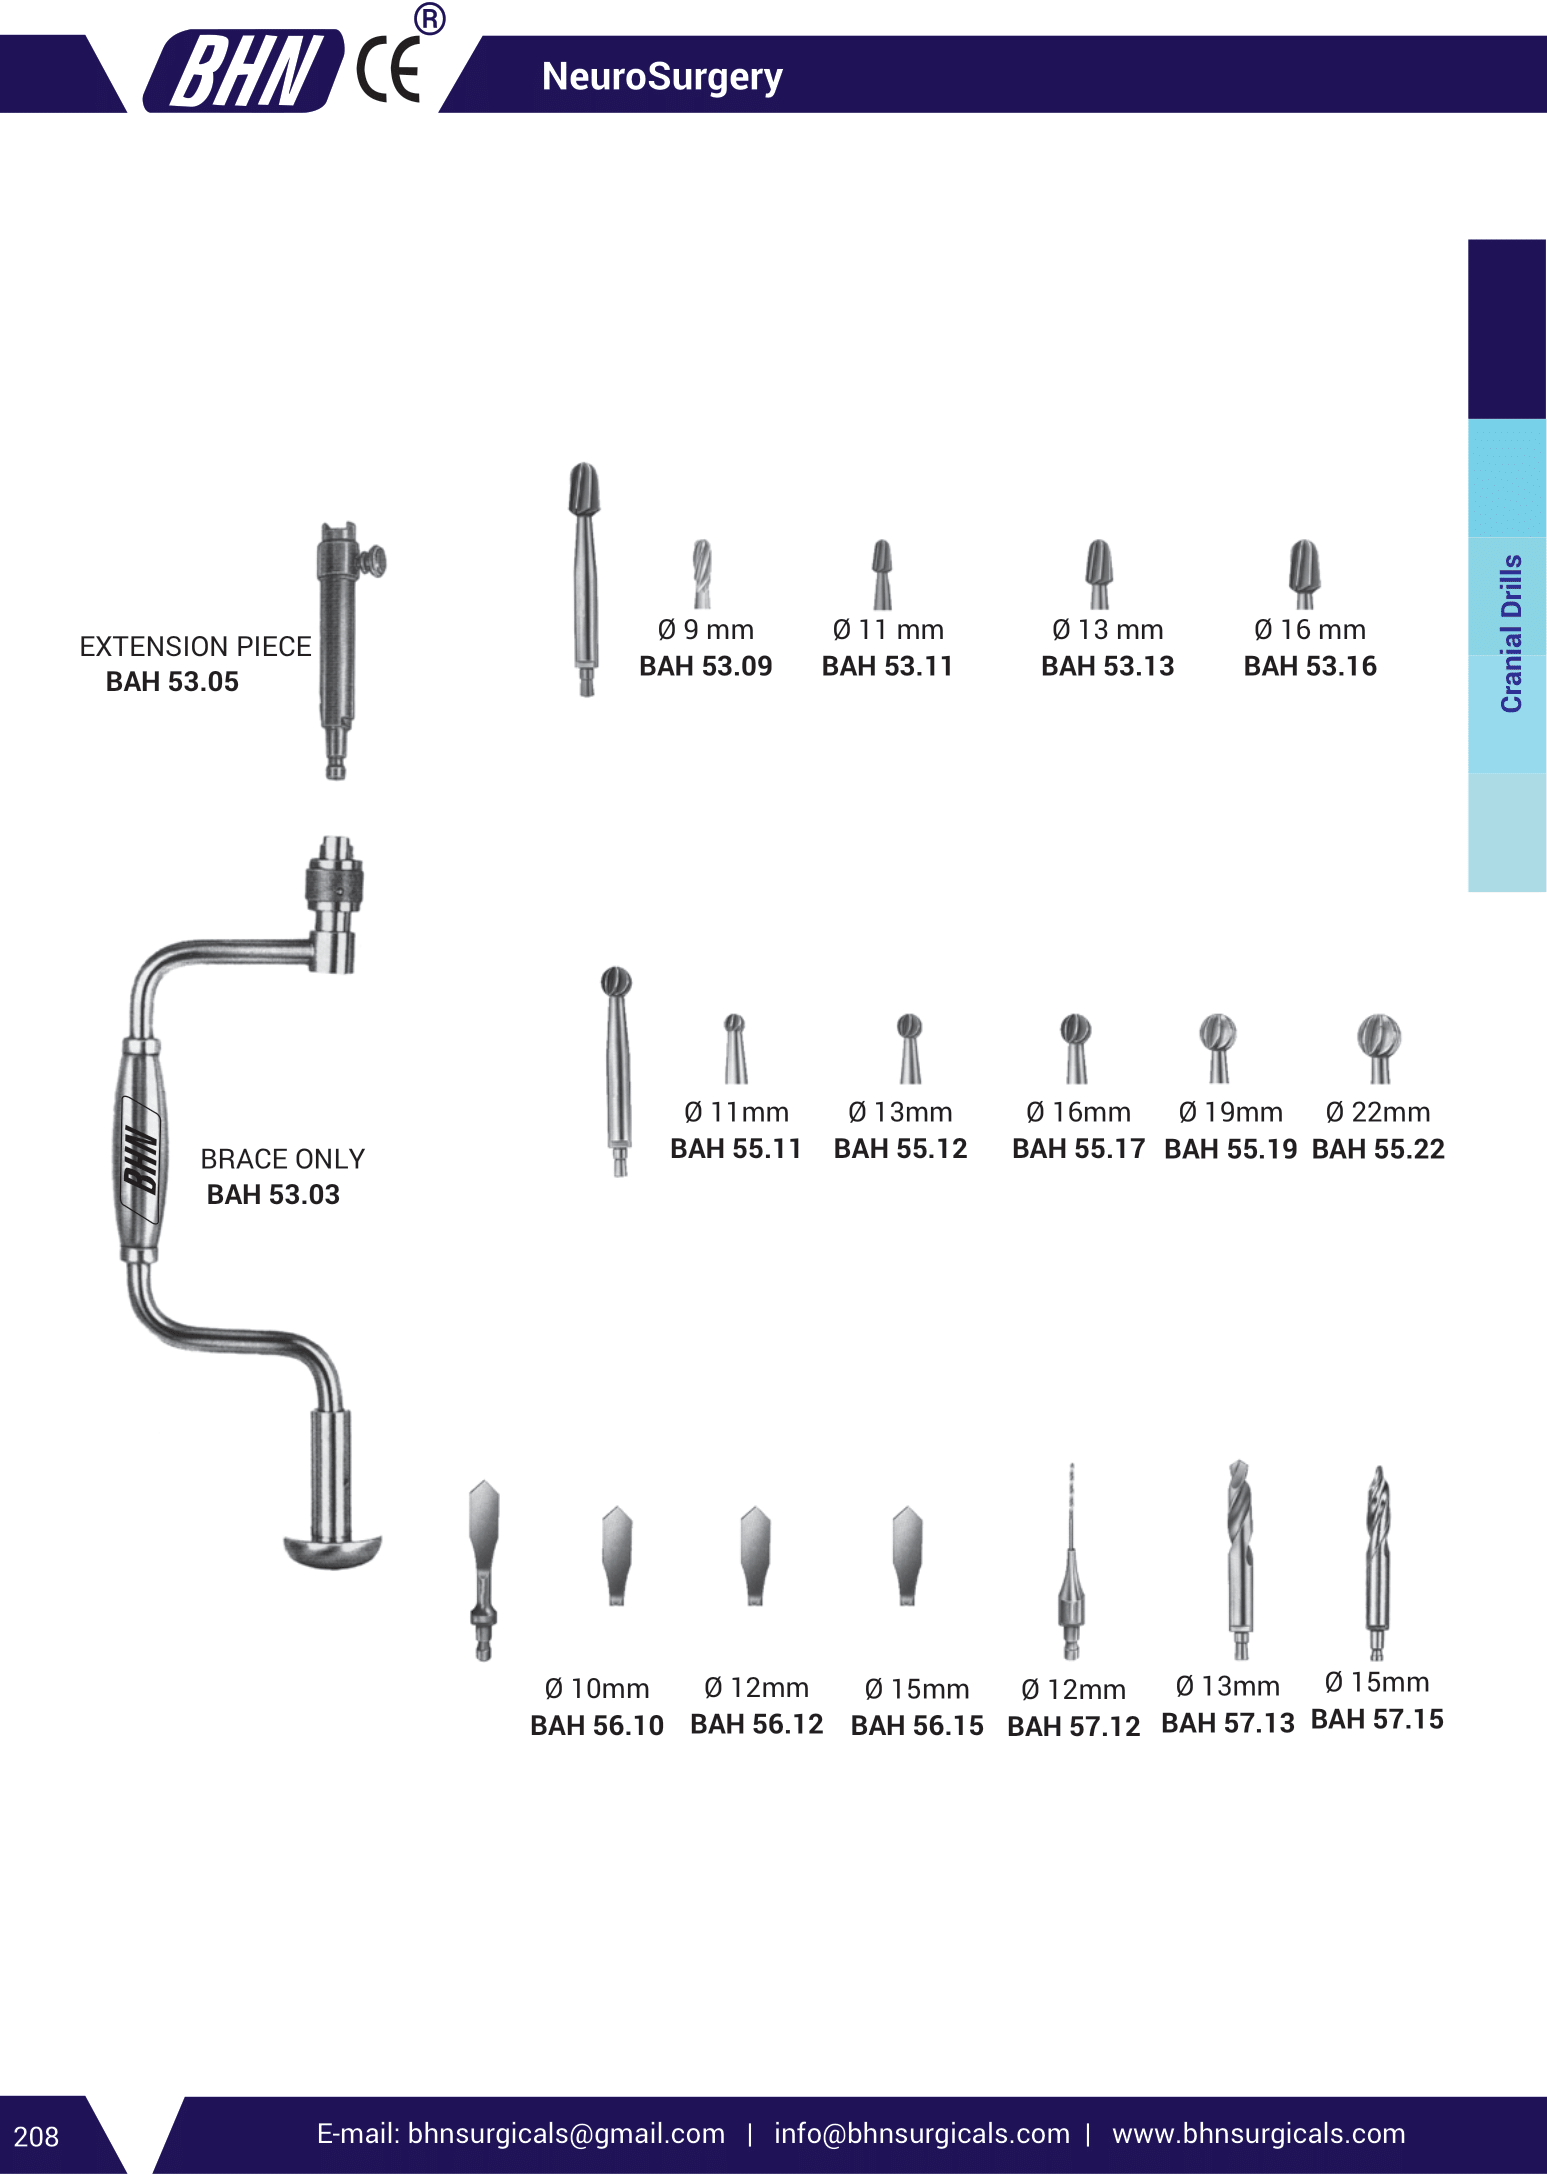 BHN CE ®
NeuroSurgery
Cranial Drills
EXTENSION PIECE
BAH 53.05
Ø 9 mm
BAH 53.09
Ø 11 mm
BAH 53.11
Ø 13 mm
BAH 53.13
Ø 16 mm
BAH 53.16
BHN
BRACE ONLY
BAH 53.03
Ø 11mm
BAH 55.11
Ø 13mm
BAH 55.12
Ø 16mm
BAH 55.17
Ø 19mm
BAH 55.19
Ø 22mm
BAH 55.22
Ø 10mm
BAH 56.10
Ø 12mm
BAH 56.12
Ø 15mm
BAH 56.15
Ø 12mm
BAH 57.12
Ø 13mm
BAH 57.13
Ø 15mm
BAH 57.15
208
E-mail: bhnsurgicals@gmail.com | info@bhnsurgicals.com | www.bhnsurgicals.com